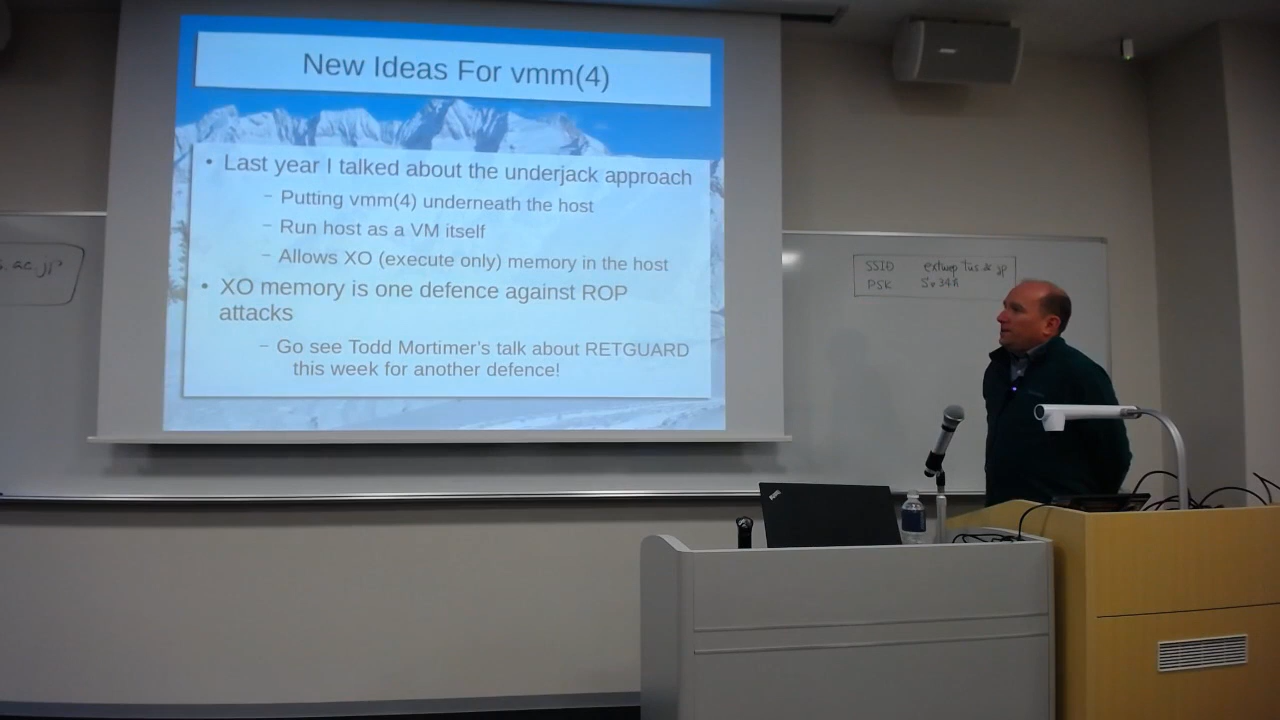 New Ideas For vmm(4)
• Last year I talked about the underjack approach
– Putting vmm(4) underneath the host
– Run host as a VM itself
– Allows XO (execute only) memory in the host
• XO memory is one defence against ROP
attacks
– Go see Todd Mortimer's talk about RETGUARD
this week for another defence!
SSID
PSK